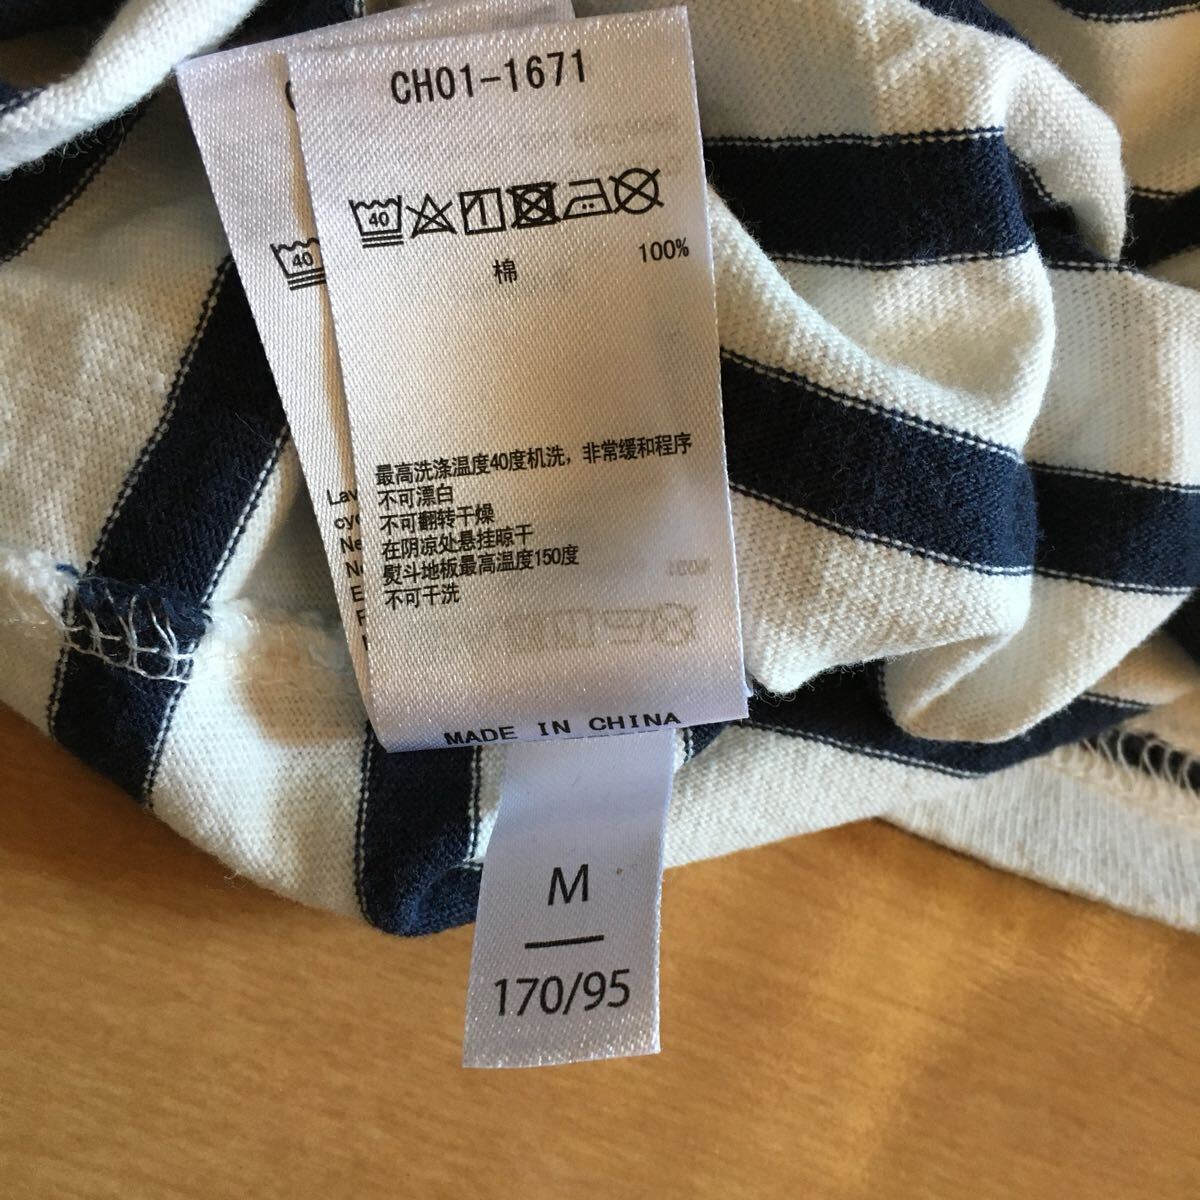 CH01-1671
40
40
棉 100%
最高洗涤温度40度机洗，非常缓和程序
不可漂白
不可翻转干燥
在阴凉处悬挂晾干
熨斗地板最高温度150度
不可干洗
MADE IN CHINA
M
170/95